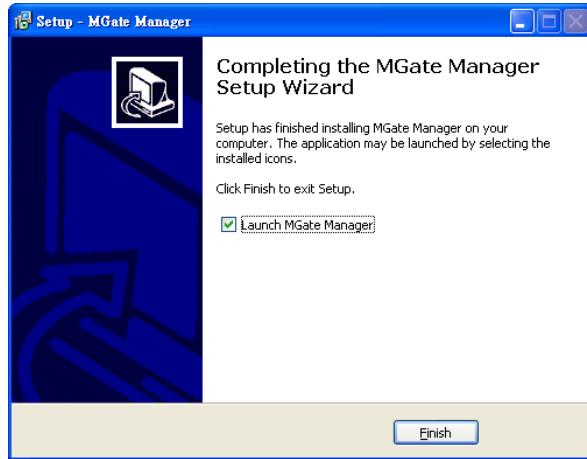 Setup - MGate Manager
Completing the MGate Manager
Setup Wizard
Setup has finished installing MGate Manager on your
computer. The application may be launched by selecting the
installed icons.
Click Finish to exit Setup.
Launch MGate Manager
Finish